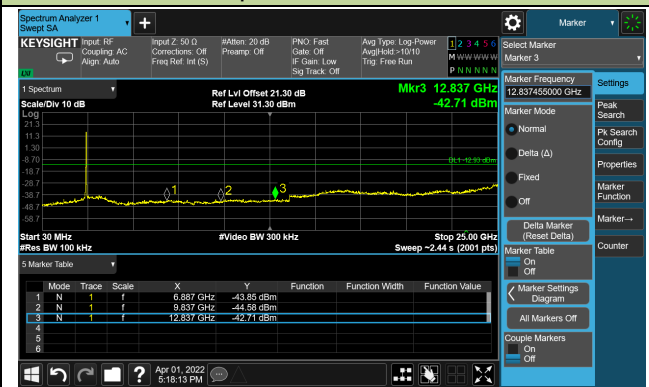 Spectrum Analyzer 1
Swept SA
KEYSIGHT
Input: RF
Coupling: AC
Align: Auto
Input Z: 50 Ω
Corrections: Off
Freq Ref: Int (S)
#Atten: 20 dB
Preamp: Off
PNO: Fast
Gate: Off
IF Gain: Low
Sig Track: Off
Avg Type: Log-Power
Avg|Hold:>10/10
Trig: Free Run
1 2 3 4 5 6
M W W W W W
P N N N N N
1 Spectrum
Scale/Div 10 dB
Ref Lvl Offset 21.30 dB
Ref Level 31.30 dBm
Mkr3 12.837 GHz
-42.71 dBm
Log
21.3
11.3
1.30
-8.70
-18.7
-28.7
-38.7
-48.7
-58.7
DL1 -12.93 dBm
1
2
3
Start 30 MHz
#Res BW 100 kHz
#Video BW 300 kHz
Stop 25.00 GHz
Sweep ~2.44 s (2001 pts)
5 Marker Table
Mode Trace Scale X Y Function Function Width Function Value
1 N 1 f 6.887 GHz -43.85 dBm
2 N 1 f 9.837 GHz -44.58 dBm
3 N 1 f 12.837 GHz -42.71 dBm
4
5
6
Apr 01, 2022
5:18:13 PM
?
Marker
Select Marker
Marker 3
Marker Frequency
12.837455000 GHz
Marker Mode
Normal
Delta (Δ)
Fixed
Off
Delta Marker
(Reset Delta)
Marker Table
On
Off
Marker Settings
Diagram
All Markers Off
Couple Markers
On
Off
Settings
Peak
Search
Pk Search
Config
Properties
Marker
Function
Marker→
Counter